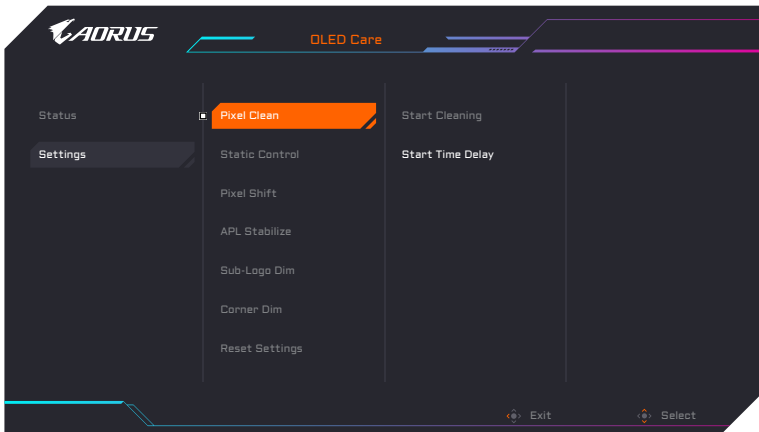 AORUS
OLED Care
Status
Settings
Pixel Clean
Static Control
Pixel Shift
APL Stabilize
Sub-Logo Dim
Corner Dim
Reset Settings
Start Cleaning
Start Time Delay
Exit
Select